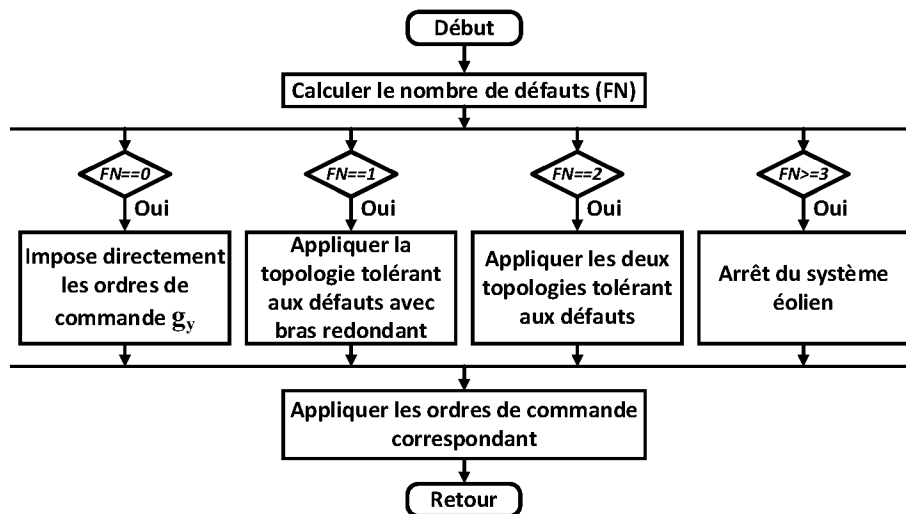 Début
Calculer le nombre de défauts (FN)
FN==0
FN==1
FN==2
FN>=3
Oui
Oui
Oui
Oui
Impose directement
les ordres de
commande gy
Appliquer la
topologie tolérant
aux défauts avec
bras redondant
Appliquer les deux
topologies tolérant
aux défauts
Arrêt du système
éolien
Appliquer les ordres de commande
correspondant
Retour